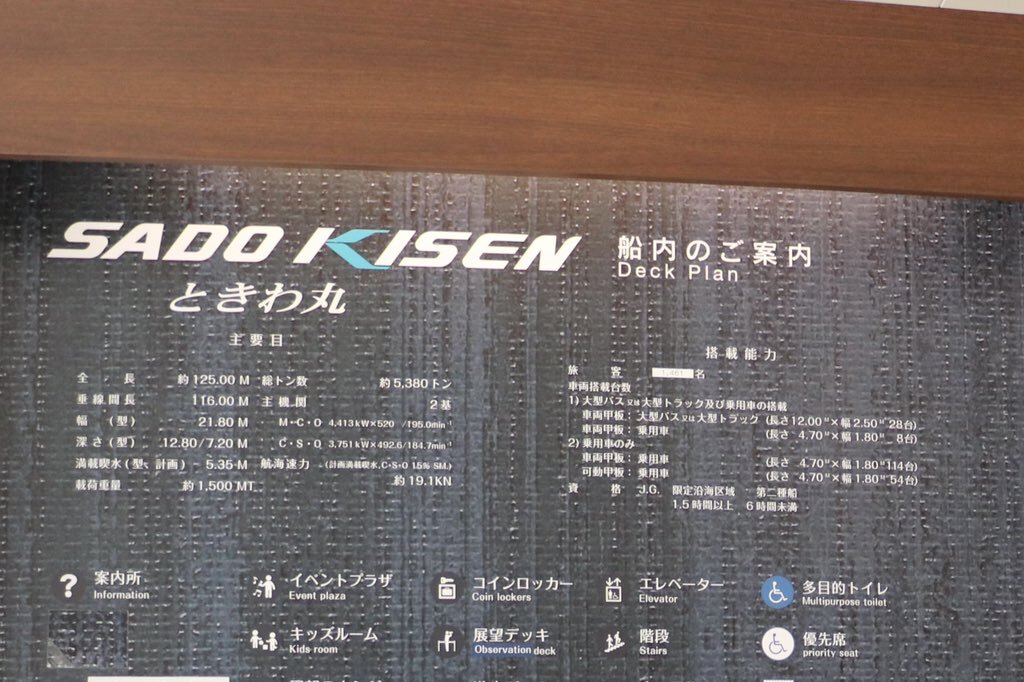 SADO KISEN
ときわ丸
船内のご案内
Deck Plan
主要目
全長 約125.00 M 総トン数 約5,380トン
垂線間長 116.00 M 主機関 2基
幅(型) 21.80 M M・C・O 4,413kW×520 /195.0min⁻¹
深さ(型) 12.80/7.20 M C・S・O 3,751kW×492.6/184.7min⁻¹
満載喫水(型、計画) 5.35 M 航海速力 (計画満載喫水,C・S・O 15% SM.)
載荷重量 約1,500 MT. 約19.1KN
搭載能力
旅客 1,461 名
車両搭載台数
1) 大型バス又は大型トラック及び乗用車の搭載
車両甲板: 大型バス又は大型トラック (長さ12.00ᵐ×幅2.50ᵐ 28台)
車両甲板: 乗用車 (長さ 4.70ᵐ×幅1.80ᵐ 8台)
2) 乗用車のみ
車両甲板: 乗用車 (長さ 4.70ᵐ×幅1.80ᵐ 114台)
可動甲板: 乗用車 (長さ 4.70ᵐ×幅1.80ᵐ 54台)
資格 J.G. 限定沿海区域 第二種船
1.5時間以上 6時間未満
? 案内所
Information
イベントプラザ
Event plaza
コインロッカー
Coin lockers
エレベーター
Elevator
多目的トイレ
Multipurpose toilet
キッズルーム
Kids room
展望デッキ
Observation deck
階段
Stairs
優先席
priority seat